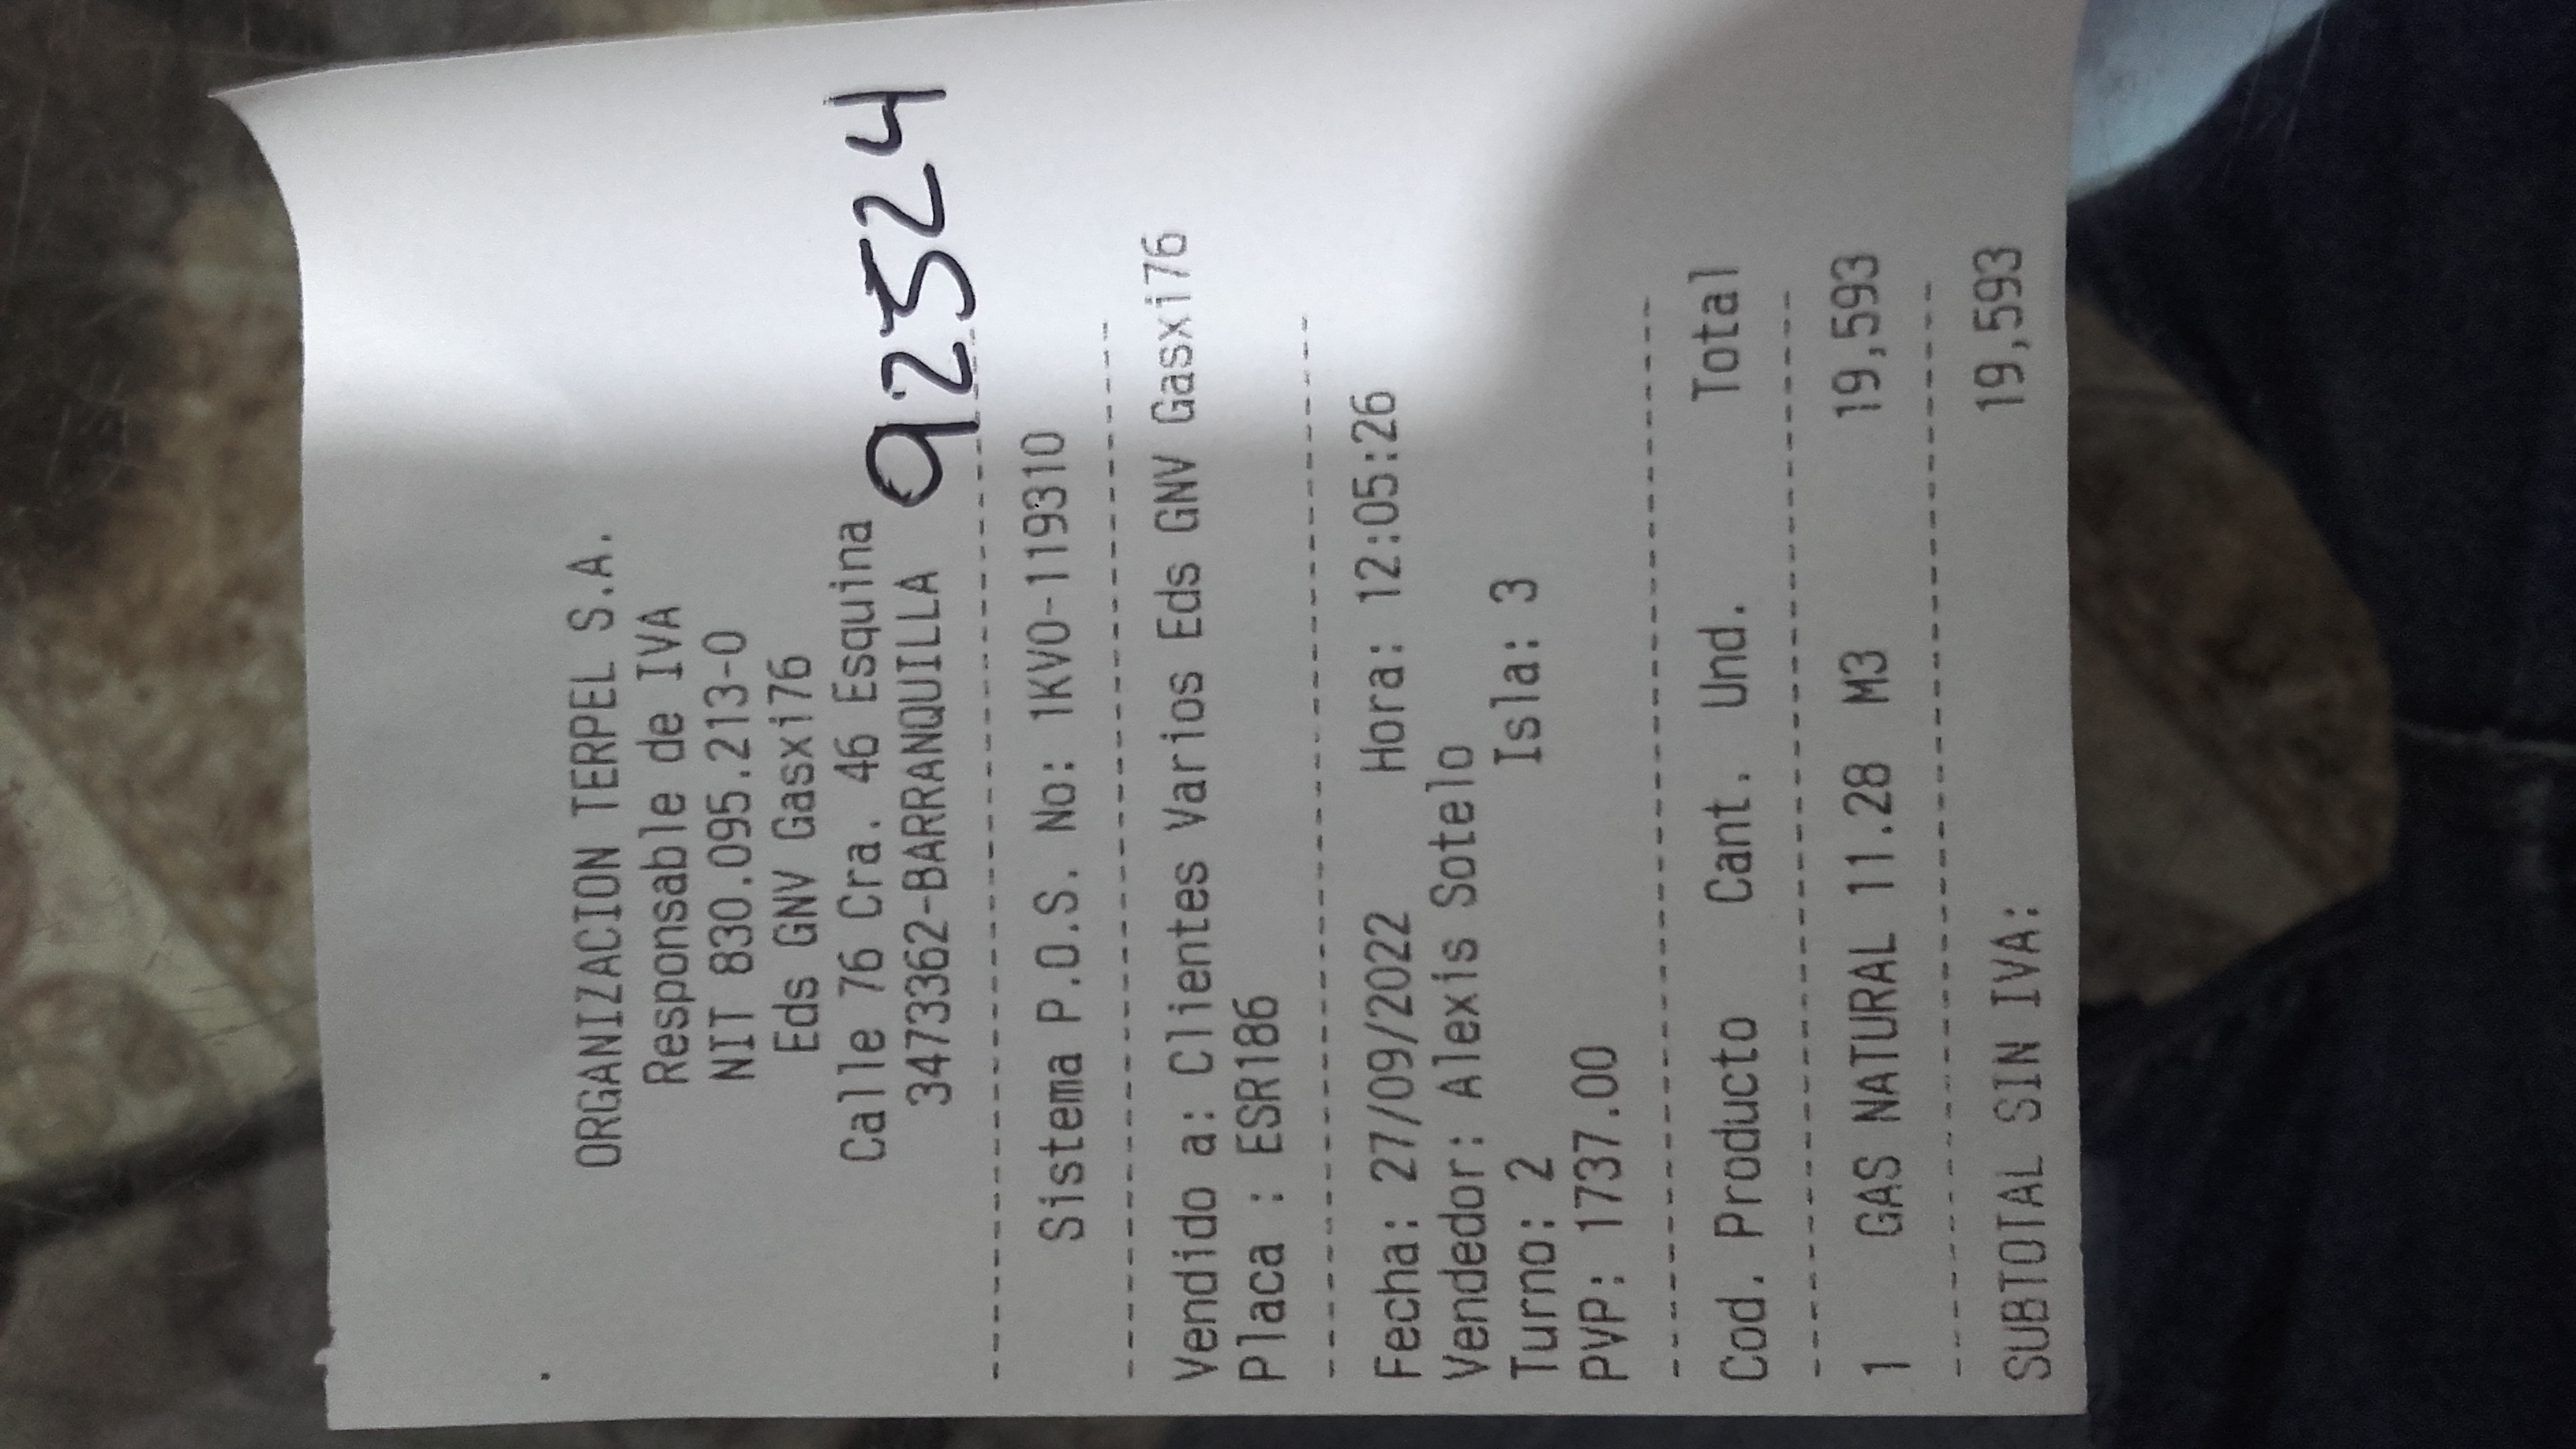 ORGANIZACION TERPEL S.A.
Responsable de IVA
NIT 830.095.213-0
Eds GNV Gasxi76
Calle 76 Cra. 46 Esquina
3473362-BARRANQUILLA
92524
Sistema P.O.S. No: 1KVO-119310
Vendido a: Clientes Varios Eds GNV Gasxi76
Placa : ESR186
Fecha: 27/09/2022 Hora: 12:05:26
Vendedor: Alexis Sotelo
Turno: 2 Isla: 3
PVP: 1737.00
Cod. Producto Cant. Und. Total
1 GAS NATURAL 11.28 M3 19,593
SUBTOTAL SIN IVA: 19,593